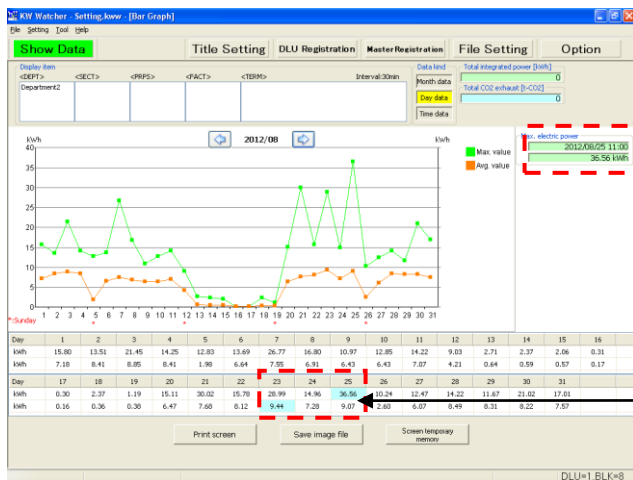 KW Watcher - Setting.kww - [Bar Graph]
File Setting Tool Help
Show Data Title Setting DLU Registration Master Registration File Setting Option
Display item
<DEPT> <SECT> <PRPS> <FACT> <TERM> Interval:30min
Department2
Data kind
Month data
Day data
Time data
Total integrated power [kWh]
0
Total CO2 exhaust [t-CO2]
0
kWh 2012/08 kWh
Max. value
Avg. value
Max. electric power
2012/08/25 11:00
36.56 kWh
40
35
30
25
20
15
10
5
0
1 2 3 4 5 6 7 8 9 10 11 12 13 14 15 16 17 18 19 20 21 22 23 24 25 26 27 28 29 30 31
*:Sunday * * * *
Day 1 2 3 4 5 6 7 8 9 10 11 12 13 14 15 16
kWh 15.80 13.51 21.45 14.25 12.83 13.69 26.77 16.80 10.97 12.85 14.22 9.03 2.71 2.37 2.06 0.31
kWh 7.18 8.41 8.85 8.41 1.98 6.64 7.55 6.91 6.43 6.43 7.07 4.21 0.64 0.59 0.57 0.17
Day 17 18 19 20 21 22 23 24 25 26 27 28 29 30 31
kWh 0.30 2.37 1.19 15.11 30.02 15.78 28.99 14.96 36.56 10.24 12.47 14.22 11.67 21.02 17.01
kWh 0.16 0.36 0.38 6.47 7.68 8.12 9.44 7.28 9.07 2.60 6.07 8.49 8.31 8.22 7.57
Print screen Save image file Screen temporary
memory
DLU=1,BLK=8